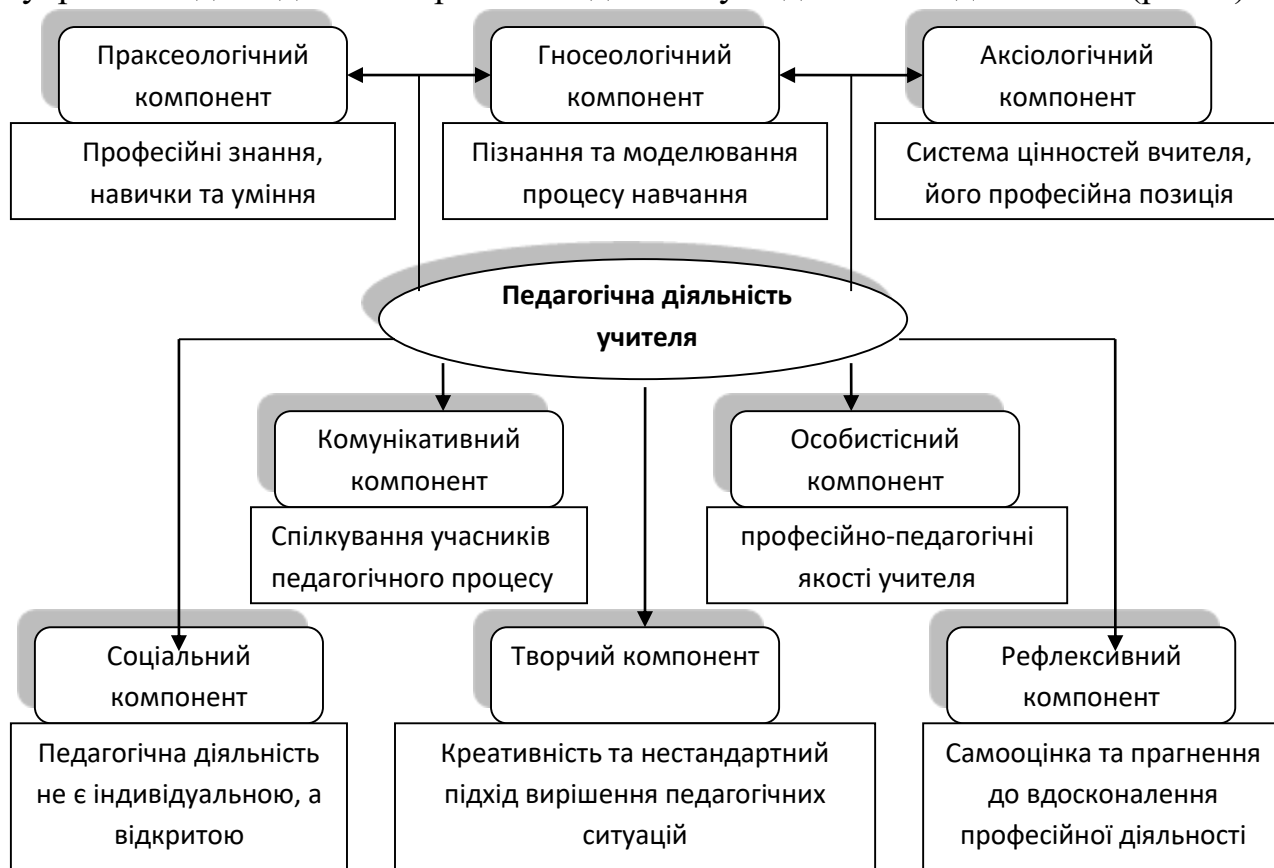 Праксеологічний
компонент
Професійні знання,
навички та уміння
Гносеологічний
компонент
Пізнання та моделювання
процесу навчання
Аксіологічний
компонент
Система цінностей вчителя,
його професійна позиція
Педагогічна діяльність
учителя
Комунікативний
компонент
Спілкування учасників
педагогічного процесу
Особистісний
компонент
професійно-педагогічні
якості учителя
Соціальний
компонент
Педагогічна діяльність
не є індивідуальною, а
відкритою
Творчий компонент
Креативність та нестандартний
підхід вирішення педагогічних
ситуацій
Рефлексивний
компонент
Самооцінка та прагнення
до вдосконалення
професійної діяльності